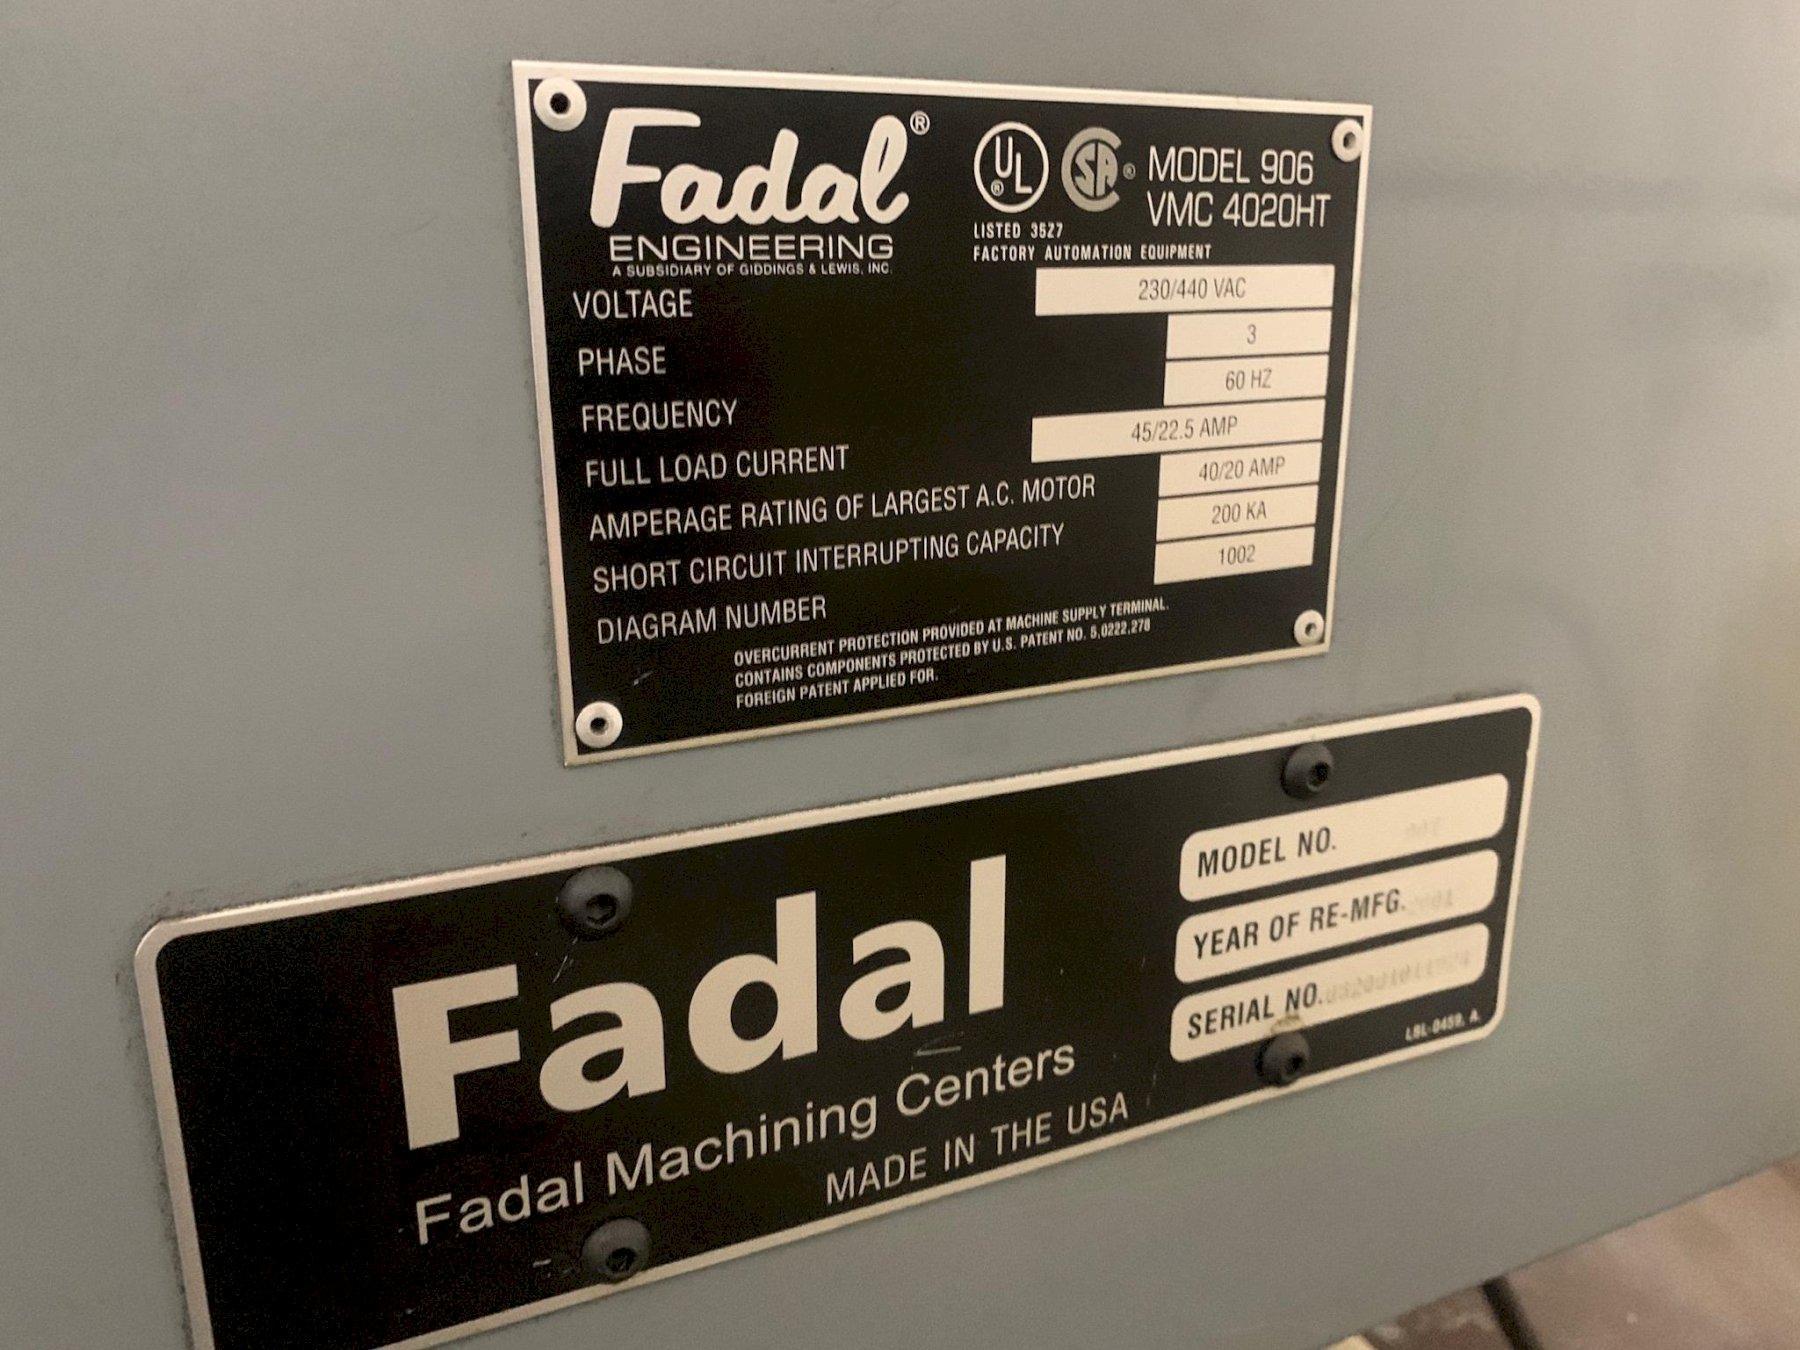 Fadal®
ENGINEERING
A SUBSIDIARY OF GIDDINGS & LEWIS, INC.
UL® CSA®
MODEL 906
VMC 4020HT
LISTED 3527
FACTORY AUTOMATION EQUIPMENT
VOLTAGE 230/440 VAC
PHASE 3
FREQUENCY 60 HZ
FULL LOAD CURRENT 45/22.5 AMP
AMPERAGE RATING OF LARGEST A.C. MOTOR 40/20 AMP
SHORT CIRCUIT INTERRUPTING CAPACITY 200 KA
DIAGRAM NUMBER 1002
OVERCURRENT PROTECTION PROVIDED AT MACHINE SUPPLY TERMINAL.
CONTAINS COMPONENTS PROTECTED BY U.S. PATENT NO. 5,0222,278
FOREIGN PATENT APPLIED FOR.
Fadal
Fadal Machining Centers
MADE IN THE USA
MODEL NO.
YEAR OF RE-MFG. 2001
SERIAL NO.
LBL-0459, A